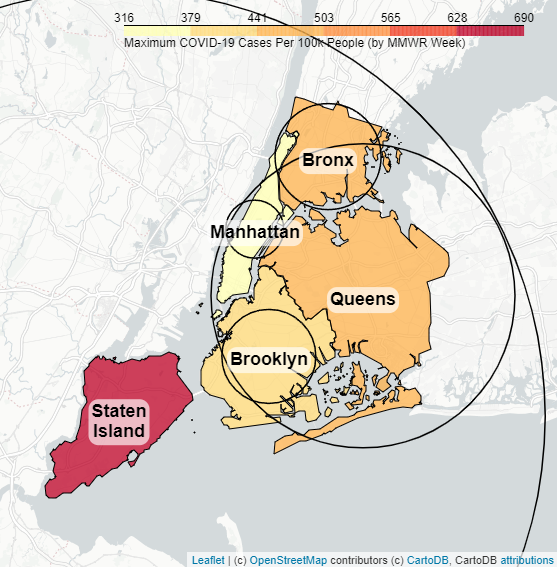 316 379 441 503 565 628 690
Maximum COVID-19 Cases Per 100k People (by MMWR Week)
Bronx
Manhattan
Queens
Brooklyn
Staten
Island
Leaflet | (c) OpenStreetMap contributors (c) CartoDB, CartoDB attributions